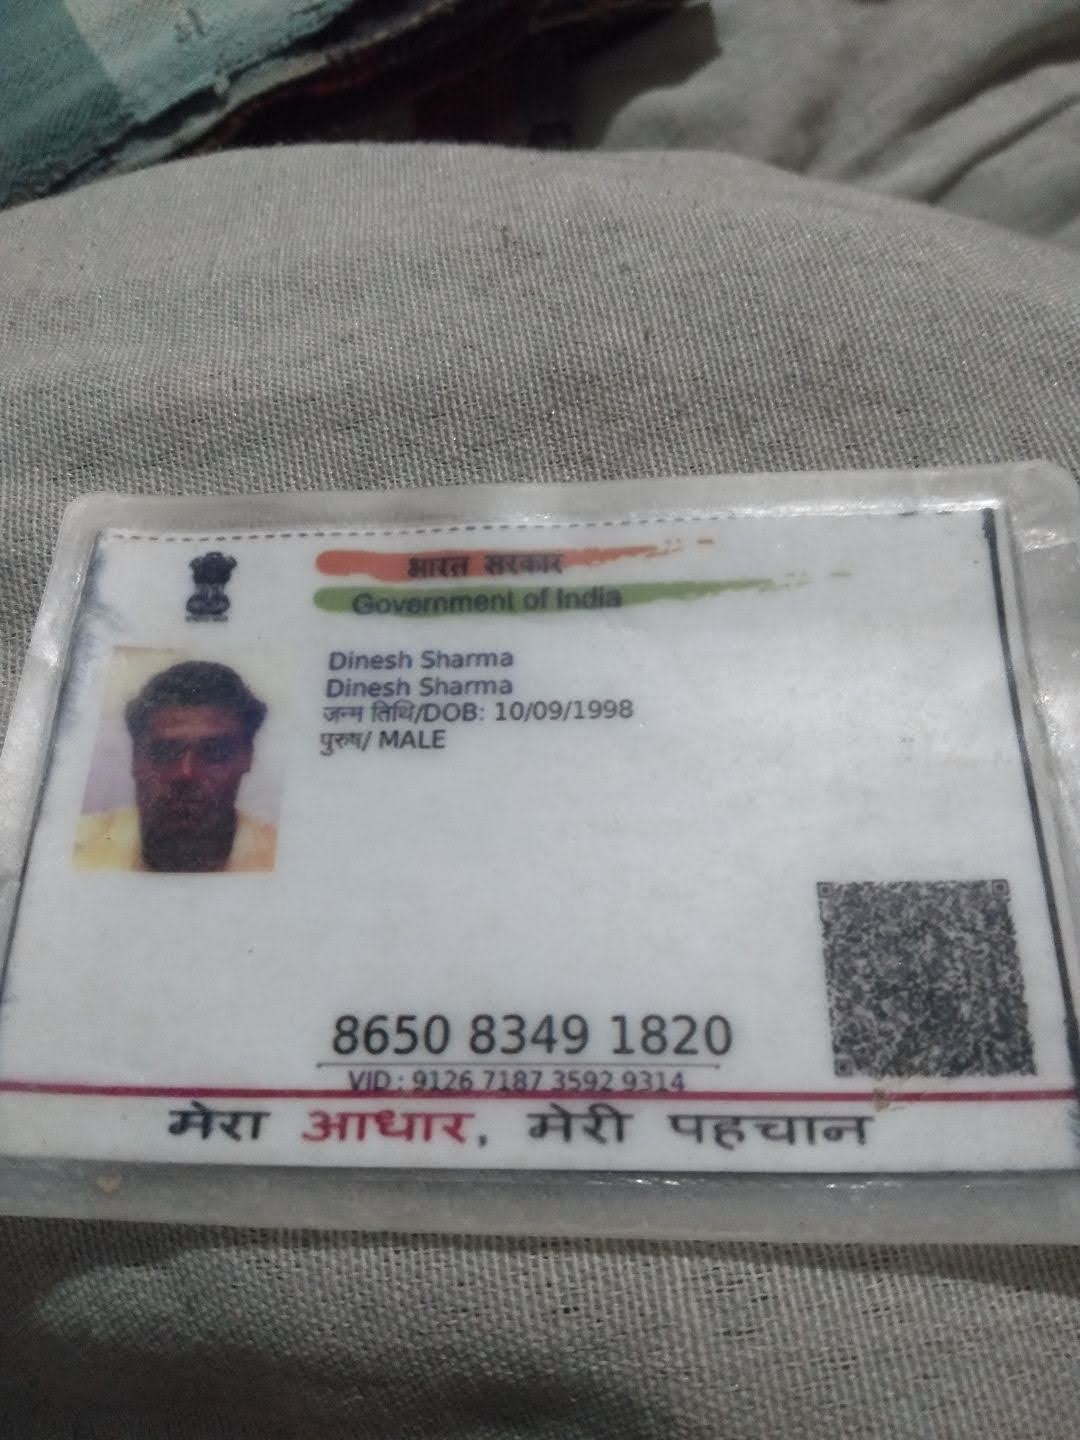 भारत सरकार
Government of India
Dinesh Sharma
Dinesh Sharma
जन्म तिथि/DOB: 10/09/1998
पुरुष/ MALE
8650 8349 1820
VID : 9126 7187 3592 9314
मेरा आधार, मेरी पहचान